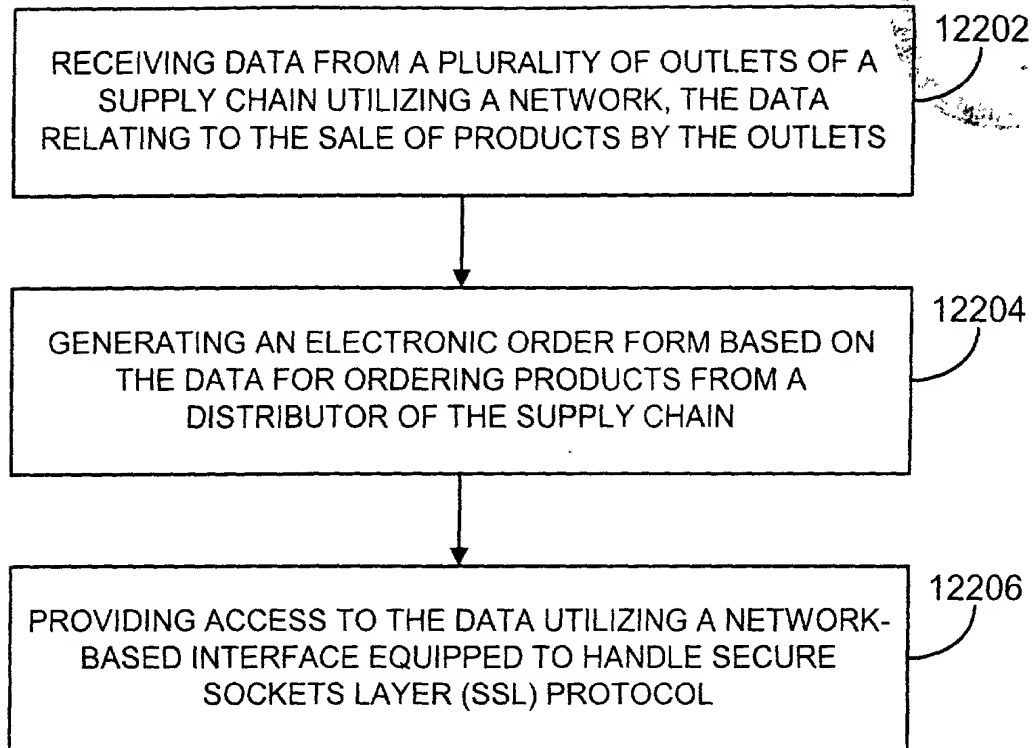 12202
RECEIVING DATA FROM A PLURALITY OF OUTLETS OF A
SUPPLY CHAIN UTILIZING A NETWORK, THE DATA
RELATING TO THE SALE OF PRODUCTS BY THE OUTLETS
12204
GENERATING AN ELECTRONIC ORDER FORM BASED ON
THE DATA FOR ORDERING PRODUCTS FROM A
DISTRIBUTOR OF THE SUPPLY CHAIN
12206
PROVIDING ACCESS TO THE DATA UTILIZING A NETWORK-
BASED INTERFACE EQUIPPED TO HANDLE SECURE
SOCKETS LAYER (SSL) PROTOCOL